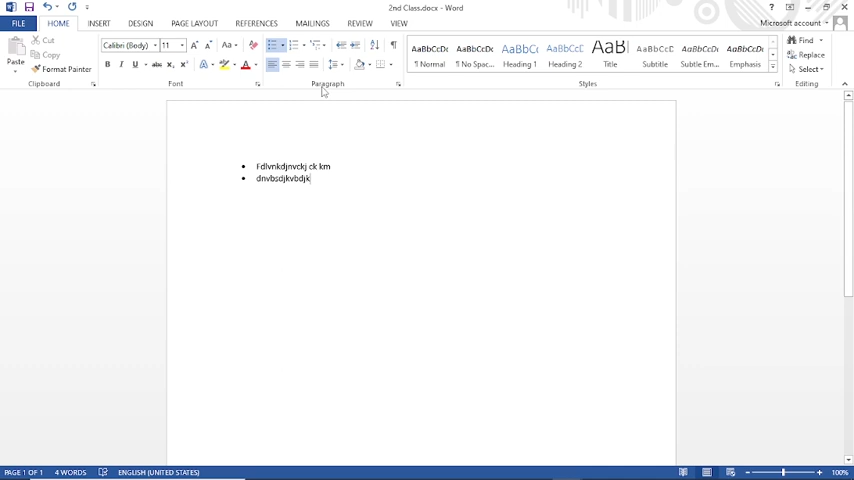 2nd Class.docx - Word
FILE HOME INSERT DESIGN PAGE LAYOUT REFERENCES MAILINGS REVIEW VIEW Microsoft account
Paste
Cut
Copy
Format Painter
Clipboard
Calibri (Body) 11
Font
Paragraph
AaBbCcDc AaBbCcDc AaBbCc AaBbCcD AaBl AaBbCcD AaBbCcDc AaBbCcDc
¶ Normal ¶ No Spac... Heading 1 Heading 2 Title Subtitle Subtle Em... Emphasis
Styles
Find
Replace
Select
Editing
• Fdlvnkdjnvckj ck km
• dnvbsdjkvbdjk
PAGE 1 OF 1 4 WORDS ENGLISH (UNITED STATES) 100%